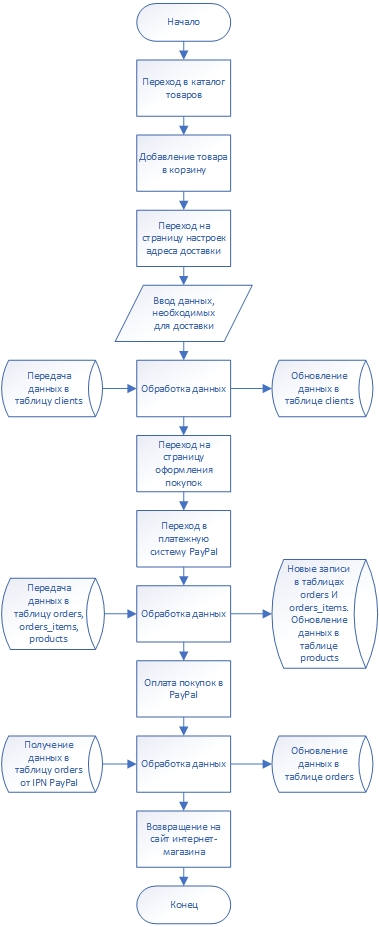 Начало
Переход в каталог
товаров
Добавление товара
в корзину
Переход на
страницу настроек
адреса доставки
Ввод данных,
необходимых
для доставки
Передача
данных в
таблицу clients
Обработка данных
Обновление
данных в
таблице clients
Переход на
страницу
оформления
покупок
Переход в
платежную
систему PayPal
Передача
данных в
таблицу orders,
orders_items,
products
Обработка данных
Новые записи
в таблицах
orders И
orders_items.
Обновление
данных в
таблице
products
Оплата покупок в
PayPal
Получение
данных в
таблицу orders
от IPN PayPal
Обработка данных
Обновление
данных в
таблице orders
Возвращение на
сайт интернет-
магазина
Конец